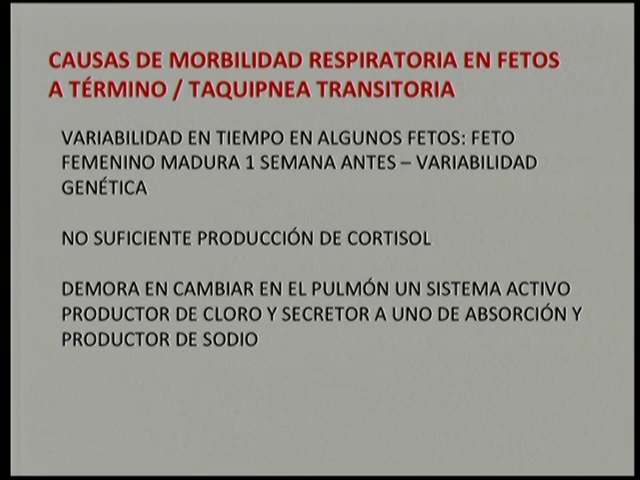 CAUSAS DE MORBILIDAD RESPIRATORIA EN FETOS
A TÉRMINO / TAQUIPNEA TRANSITORIA
VARIABILIDAD EN TIEMPO EN ALGUNOS FETOS: FETO
FEMENINO MADURA 1 SEMANA ANTES – VARIABILIDAD
GENÉTICA
NO SUFICIENTE PRODUCCIÓN DE CORTISOL
DEMORA EN CAMBIAR EN EL PULMÓN UN SISTEMA ACTIVO
PRODUCTOR DE CLORO Y SECRETOR A UNO DE ABSORCIÓN Y
PRODUCTOR DE SODIO